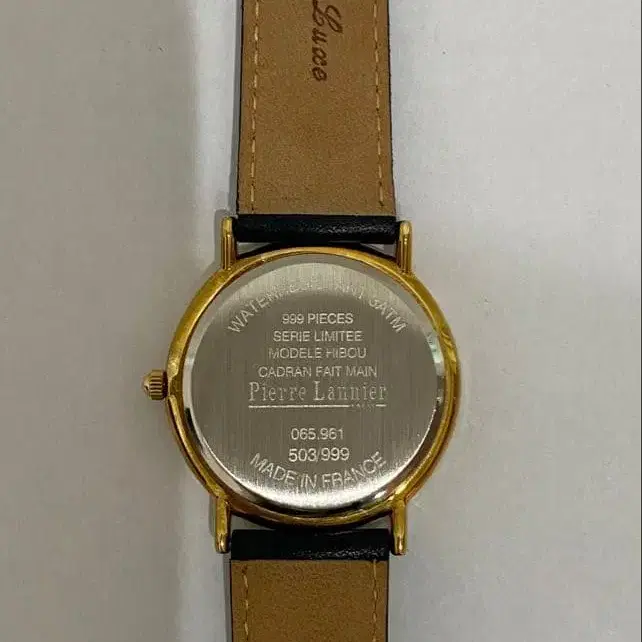 Luxe
WATER RESISTANT 3ATM
999 PIECES
SERIE LIMITEE
MODELE HIBOU
CADRAN FAIT MAIN
Pierre Lannier
065.961
503/999
MADE IN FRANCE